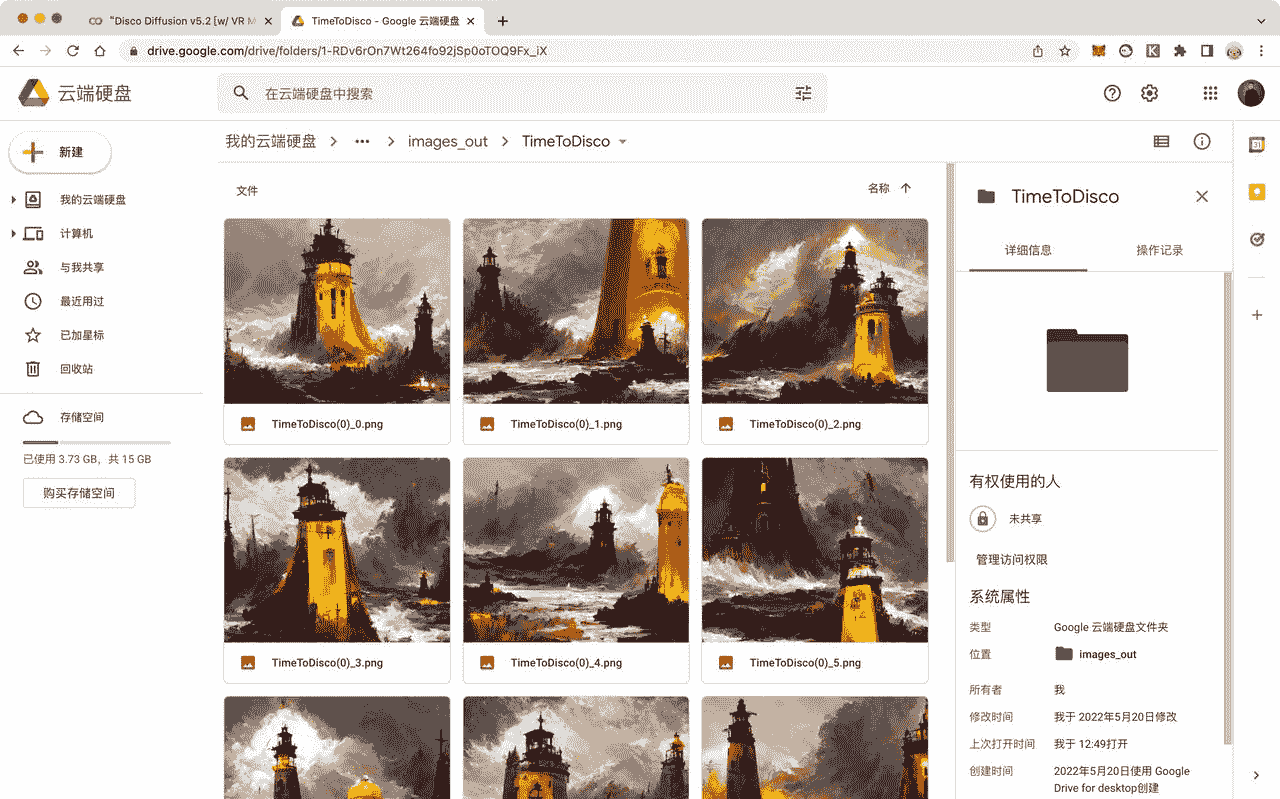 "Disco Diffusion v5.2 [w/ VR M
TimeToDisco - Google 云端硬盘
drive.google.com/drive/folders/1-RDv6rOn7Wt264fo92jSp0oTOQ9Fx_iX
云端硬盘
在云端硬盘中搜索
新建
我的云端硬盘
计算机
与我共享
最近用过
已加星标
回收站
存储空间
已使用 3.73 GB，共 15 GB
购买存储空间
我的云端硬盘
images_out
TimeToDisco
文件
名称
TimeToDisco(0)_0.png
TimeToDisco(0)_1.png
TimeToDisco(0)_2.png
TimeToDisco(0)_3.png
TimeToDisco(0)_4.png
TimeToDisco(0)_5.png
TimeToDisco
详细信息
操作记录
有权使用的人
未共享
管理访问权限
系统属性
类型 Google 云端硬盘文件夹
位置 images_out
所有者 我
修改时间 我于 2022年5月20日修改
上次打开时间 我于 12:49打开
创建时间 2022年5月20日使用 Google
Drive for desktop创建
31